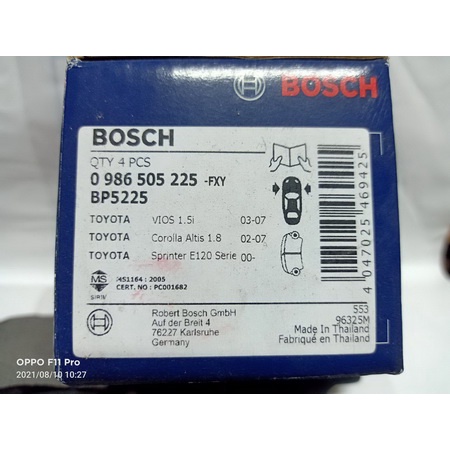 BOSCH
BOSCH
QTY 4 PCS
0 986 505 225 -FXY
BP5225
TOYOTA VIOS 1.5i 03-07
TOYOTA Corolla Altis 1.8 02-07
TOYOTA Sprinter E120 Serie 00-
MS
SIRIM
MS1164 : 2005
CERT. NO : PC001682
4 047025 469425
Robert Bosch GmbH
Auf der Breit 4
76227 Karlsruhe
Germany
553
96325M
Made In Thailand
Fabriqué en Thailand
OPPO F11 Pro
2021/08/10 10:27